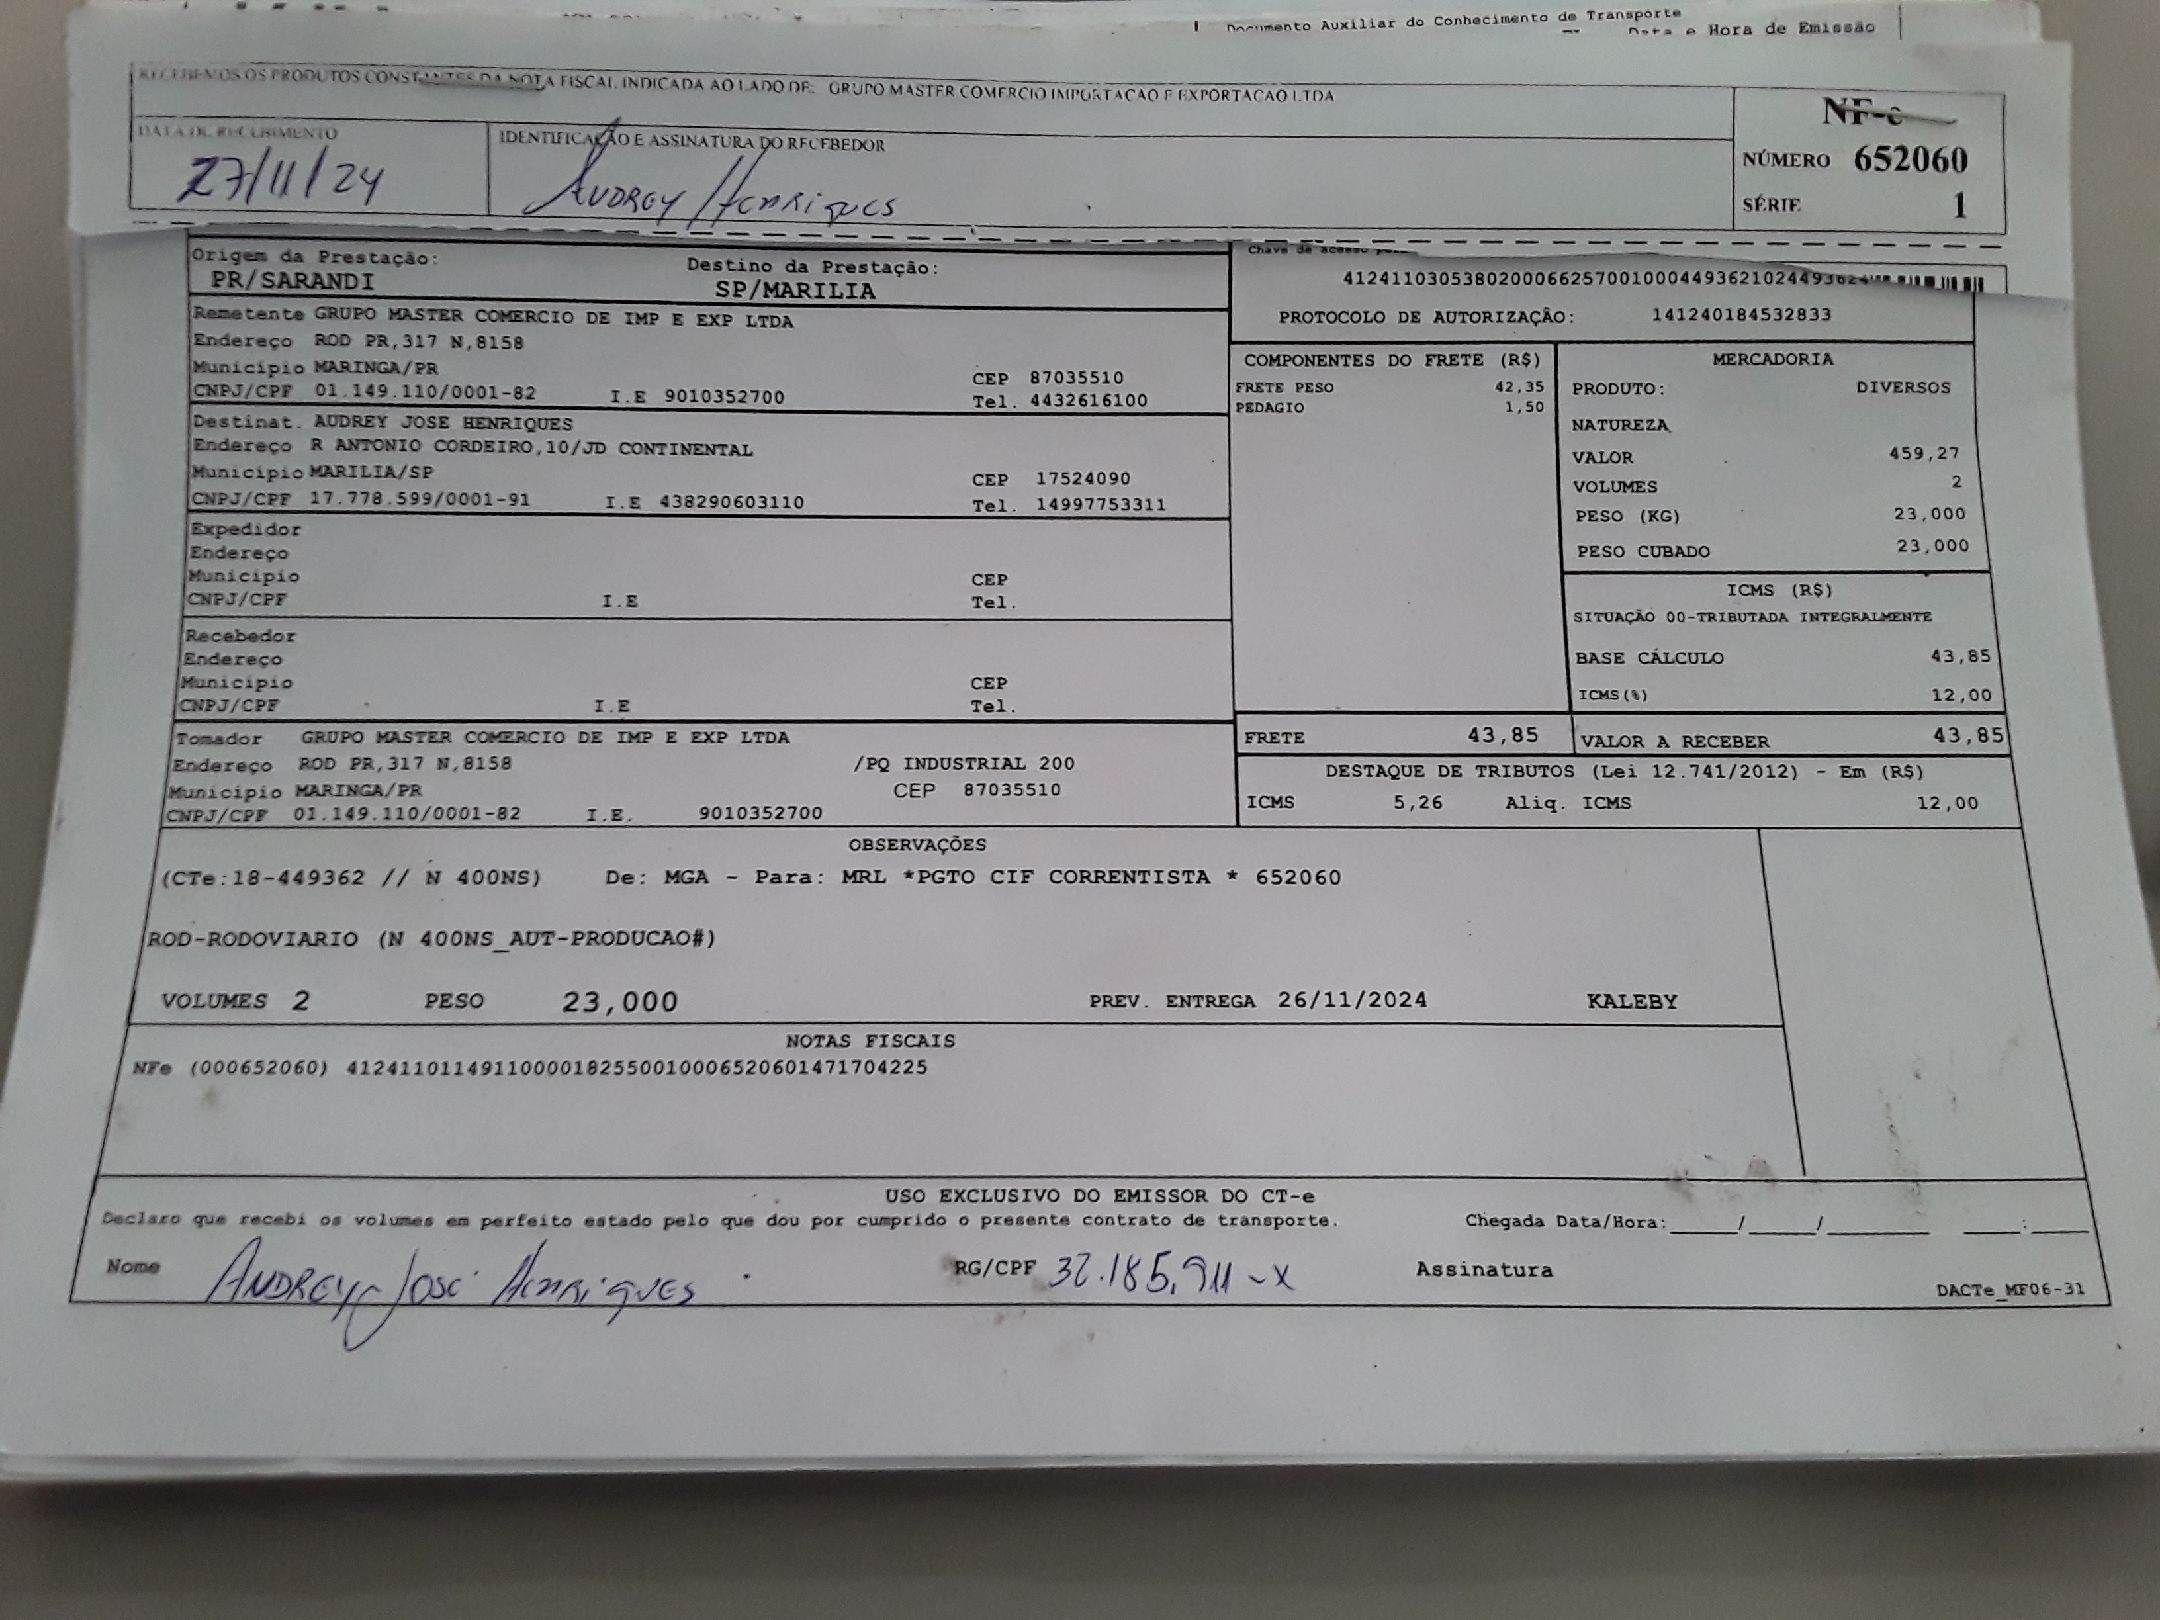 Documento Auxiliar do Conhecimento de Transporte
Data e Hora de Emissão
RECEBEMOS OS PRODUTOS CONSTANTES DA NOTA FISCAL INDICADA AO LADO DE: GRUPO MASTER COMERCIO IMPORTACAO E EXPORTACAO LTDA
NF-e
DATA DE RECEBIMENTO
IDENTIFICAÇÃO E ASSINATURA DO RECEBEDOR
NÚMERO 652060
27/11/24
Audrey Henriques
SÉRIE 1
Origem da Prestação:
PR/SARANDI
Destino da Prestação:
SP/MARILIA
Chave de acesso
PROTOCOLO DE AUTORIZAÇÃO: 141240184532833
Remetente GRUPO MASTER COMERCIO DE IMP E EXP LTDA
Endereço ROD PR,317 N,8158
Município MARINGA/PR CEP 87035510
CNPJ/CPF 01.149.110/0001-82 I.E 9010352700 Tel. 4432616100
Destinat. AUDREY JOSE HENRIQUES
Endereço R ANTONIO CORDEIRO,10/JD CONTINENTAL
Município MARILIA/SP CEP 17524090
CNPJ/CPF 17.778.599/0001-91 I.E 438290603110 Tel. 14997753311
Expedidor
Endereço
Município CEP
CNPJ/CPF I.E Tel.
Recebedor
Endereço
Município CEP
CNPJ/CPF I.E Tel.
Tomador GRUPO MASTER COMERCIO DE IMP E EXP LTDA
Endereço ROD PR,317 N,8158 /PQ INDUSTRIAL 200
Município MARINGA/PR CEP 87035510
CNPJ/CPF 01.149.110/0001-82 I.E. 9010352700
COMPONENTES DO FRETE (R$)
FRETE PESO 42,35
PEDAGIO 1,50
MERCADORIA
PRODUTO: DIVERSOS
NATUREZA
VALOR 459,27
VOLUMES 2
PESO (KG) 23,000
PESO CUBADO 23,000
ICMS (R$)
SITUAÇÃO 00-TRIBUTADA INTEGRALMENTE
BASE CÁLCULO 43,85
ICMS(%) 12,00
FRETE 43,85
VALOR A RECEBER 43,85
DESTAQUE DE TRIBUTOS (Lei 12.741/2012) - Em (R$)
ICMS 5,26 Aliq. ICMS 12,00
OBSERVAÇÕES
(CTe:18-449362 // N 400NS) De: MGA - Para: MRL *PGTO CIF CORRENTISTA * 652060
ROD-RODOVIARIO (N 400NS_AUT-PRODUCAO#)
VOLUMES 2 PESO 23,000 PREV. ENTREGA 26/11/2024 KALEBY
NOTAS FISCAIS
NFe (000652060) 41241101149110000182550010006520601471704225
USO EXCLUSIVO DO EMISSOR DO CT-e
Declaro que recebi os volumes em perfeito estado pelo que dou por cumprido o presente contrato de transporte. Chegada Data/Hora:____/____/______ ____:____
Nome Audrey José Henriques RG/CPF 32.185.911-x Assinatura
DACTe_MF06-31